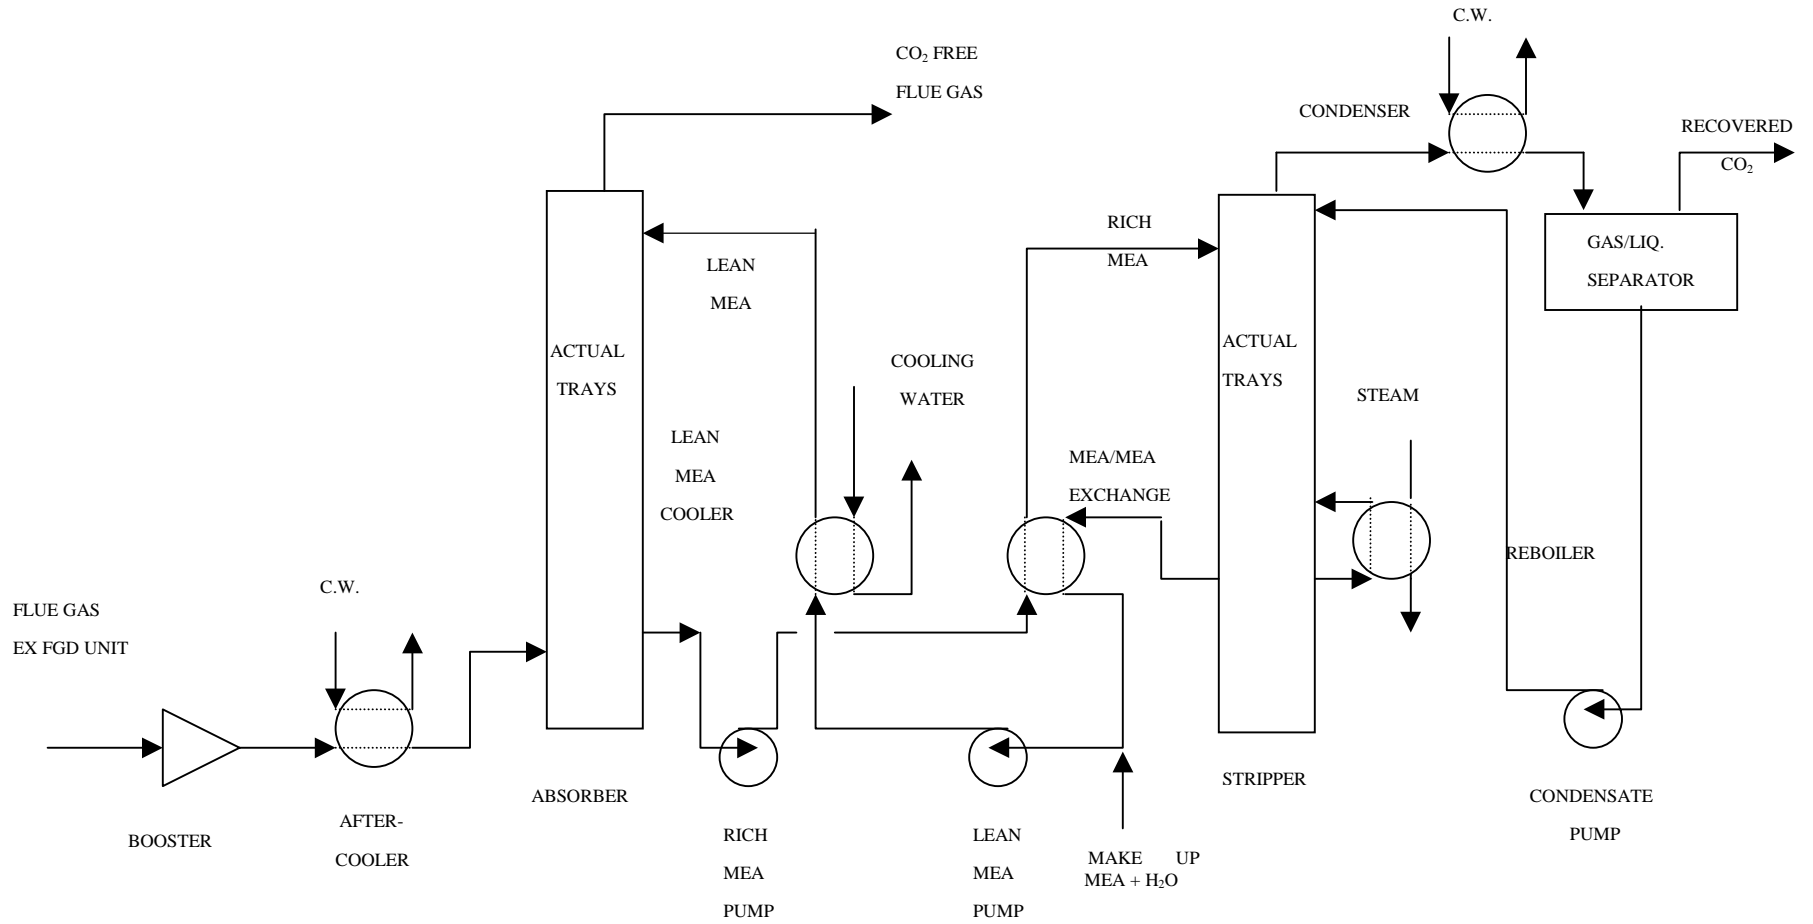 C.W.
CO₂ FREE
FLUE GAS
CONDENSER
RECOVERED
CO₂
RICH
MEA
GAS/LIQ.
SEPARATOR
LEAN
MEA
ACTUAL
TRAYS
COOLING
WATER
ACTUAL
TRAYS
STEAM
LEAN
MEA
COOLER
MEA/MEA
EXCHANGE
REBOILER
C.W.
FLUE GAS
EX FGD UNIT
STRIPPER
ABSORBER
CONDENSATE
PUMP
BOOSTER
AFTER-
COOLER
RICH
MEA
PUMP
LEAN
MEA
PUMP
MAKE UP
MEA + H₂O